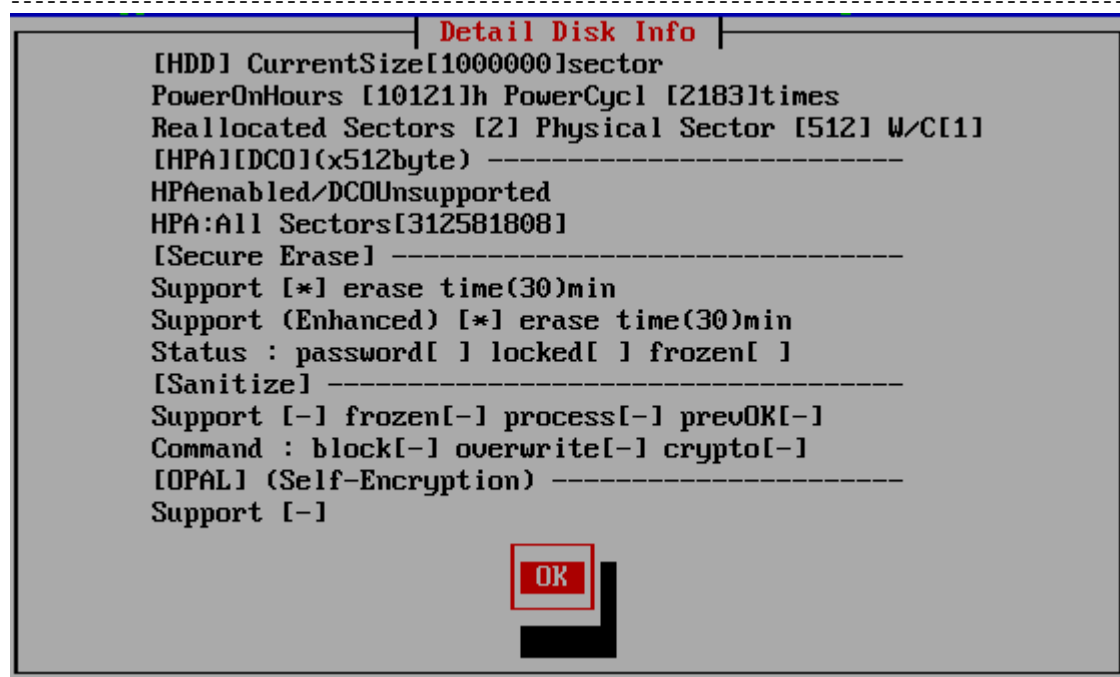 Detail Disk Info
[HDD] CurrentSize[1000000]sector
PowerOnHours [10121]h PowerCycl [2183]times
Reallocated Sectors [2] Physical Sector [512] W/C[1]
[HPA][DCO](x512byte) -----------------------------
HPAenabled/DCOUnsupported
HPA:All Sectors[312581808]
[Secure Erase] --------------------------------
Support [*] erase time(30)min
Support (Enhanced) [*] erase time(30)min
Status : password[ ] locked[ ] frozen[ ]
[Sanitize] ------------------------------------
Support [-] frozen[-] process[-] prevOK[-]
Command : block[-] overwrite[-] crypto[-]
[OPAL] (Self-Encryption) ----------------------
Support [-]
OK